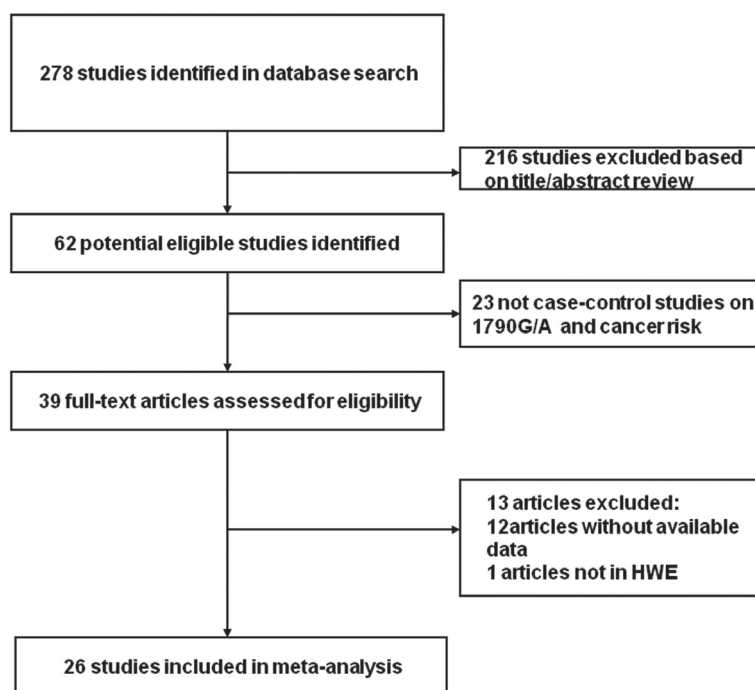 278 studies identified in database search
216 studies excluded based
on title/abstract review
62 potential eligible studies identified
23 not case-control studies on
1790G/A and cancer risk
39 full-text articles assessed for eligibility
13 articles excluded:
12articles without available
data
1 articles not in HWE
26 studies included in meta-analysis